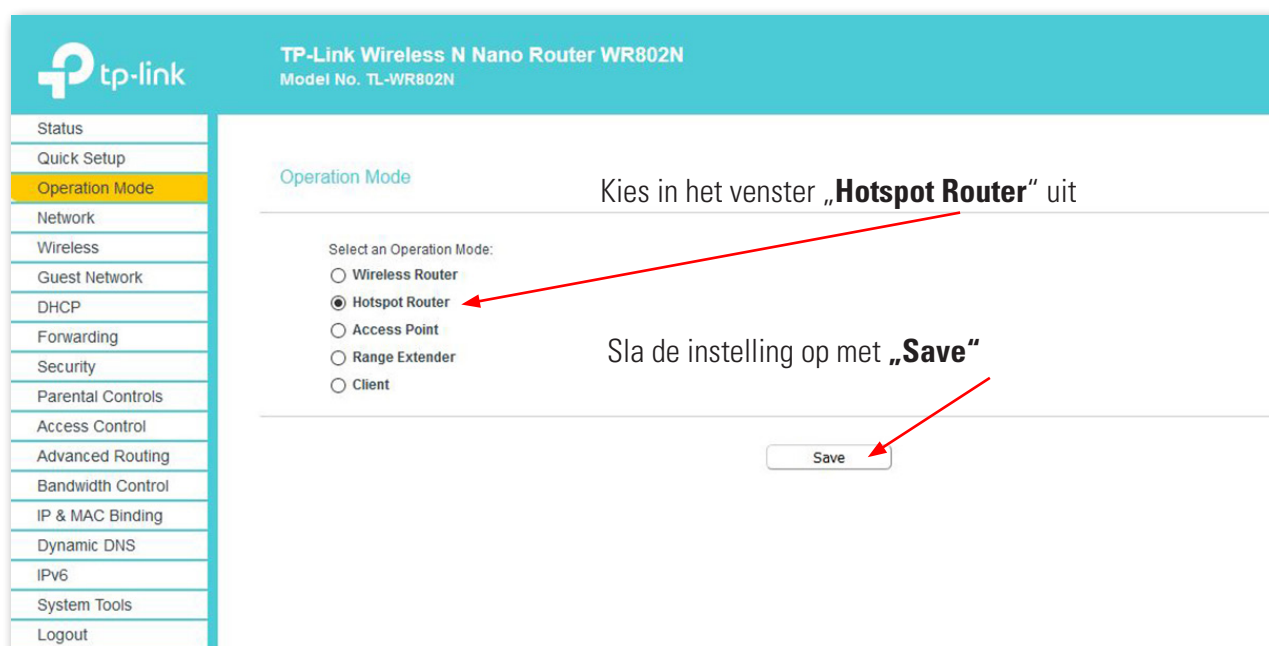 tp-link
TP-Link Wireless N Nano Router WR802N
Model No. TL-WR802N
Status
Quick Setup
Operation Mode
Network
Wireless
Guest Network
DHCP
Forwarding
Security
Parental Controls
Access Control
Advanced Routing
Bandwidth Control
IP & MAC Binding
Dynamic DNS
IPv6
System Tools
Logout
Operation Mode
Kies in het venster „Hotspot Router“ uit
Select an Operation Mode:
Wireless Router
Hotspot Router
Access Point
Range Extender
Client
Sla de instelling op met „Save“
Save